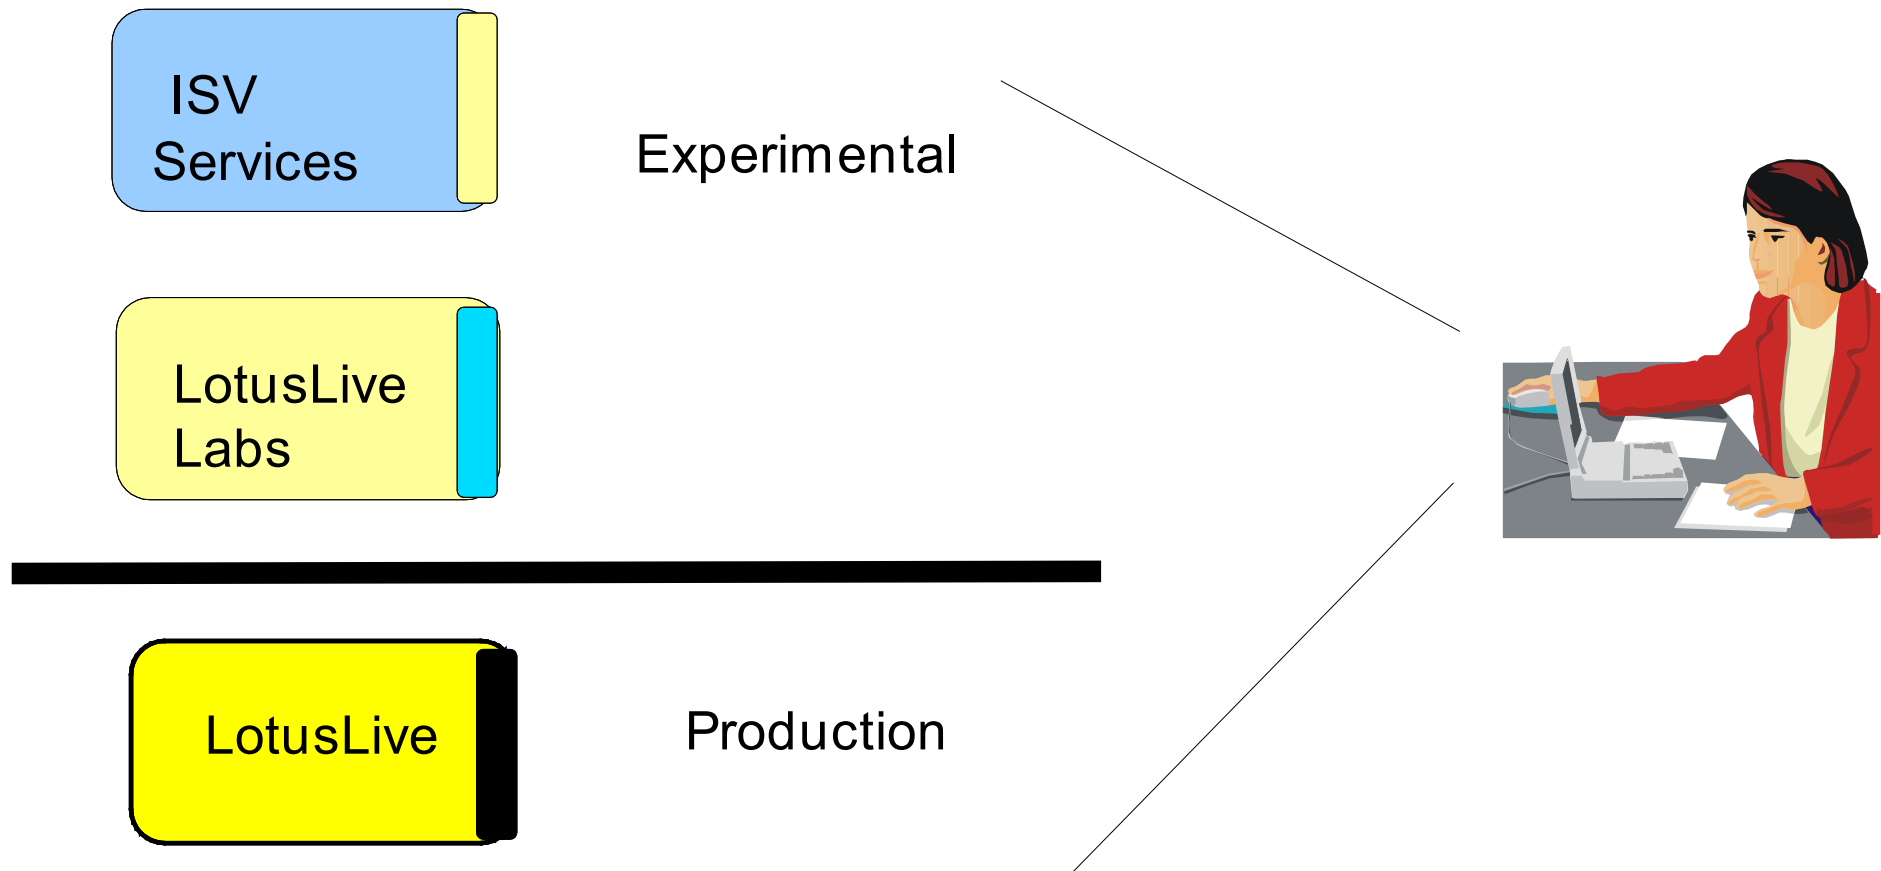 ISV
Services
Experimental
LotusLive
Labs
LotusLive
Production